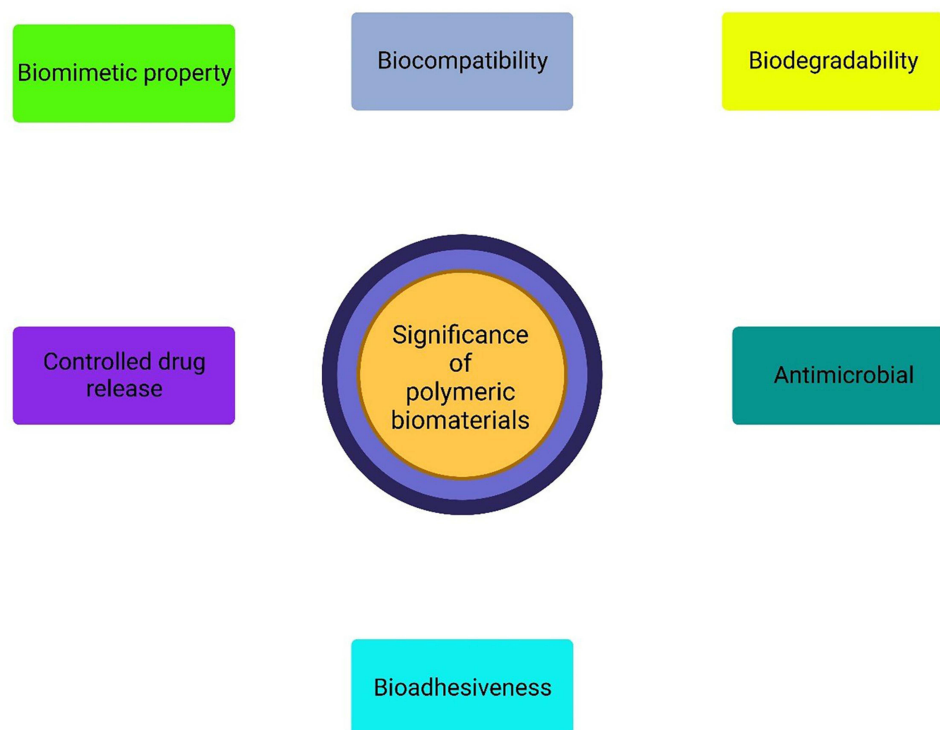 Biomimetic property
Biocompatibility
Biodegradability
Controlled drug
release
Significance
of
polymeric
biomaterials
Antimicrobial
Bioadhesiveness